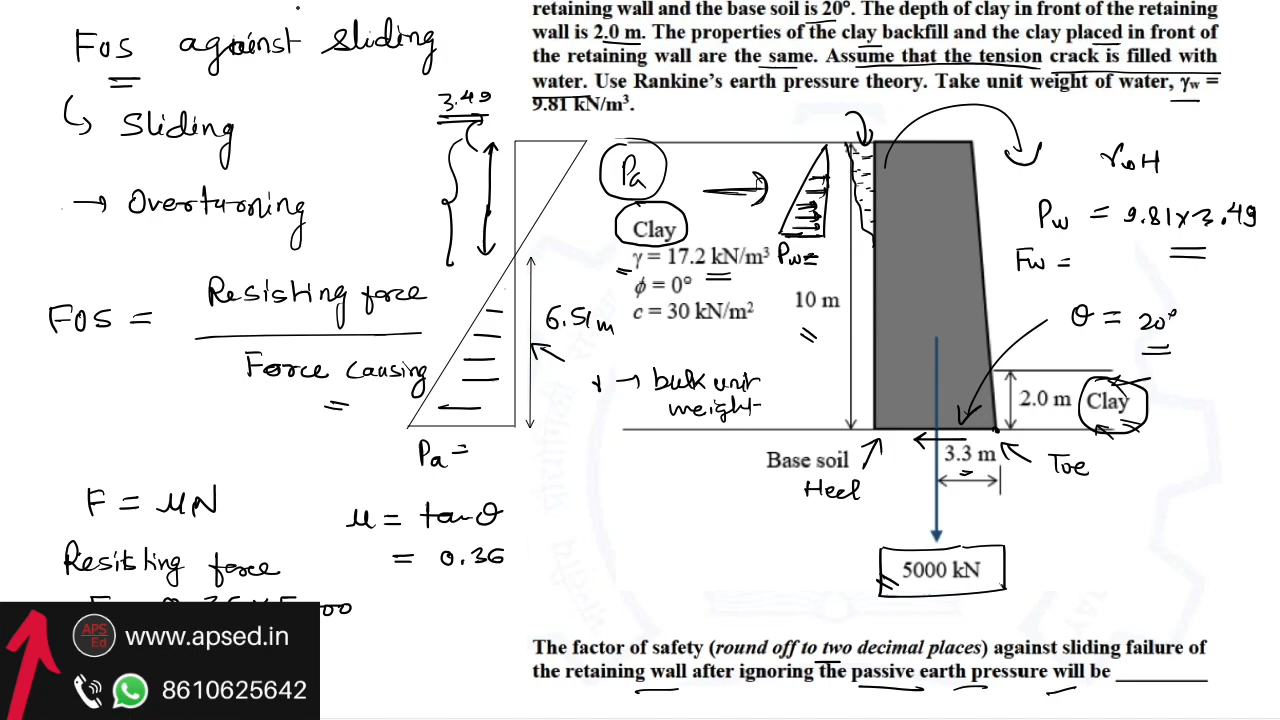 retaining wall and the base soil is 20°. The depth of clay in front of the retaining
wall is 2.0 m. The properties of the clay backfill and the clay placed in front of
the retaining wall are the same. Assume that the tension crack is filled with
water. Use Rankine's earth pressure theory. Take unit weight of water, γw =
9.81 kN/m³.
FOS against sliding
↳ Sliding
→ Overturning
FOS = Resisting force
Force causing
3.49
6.51 m
Pa =
F = μN
μ = tanθ
= 0.36
Resisting force
Pa
Clay
γ = 17.2 kN/m³
ϕ = 0°
c = 30 kN/m²
Pw=
10 m
γ → bulk unit
weight
γωH
Pw = 9.81×3.49
Fw =
θ = 20°
2.0 m
Clay
3.3 m
Toe
Base soil
Heel
5000 kN
APS
Ed
www.apsed.in
8610625642
The factor of safety (round off to two decimal places) against sliding failure of
the retaining wall after ignoring the passive earth pressure will be ________